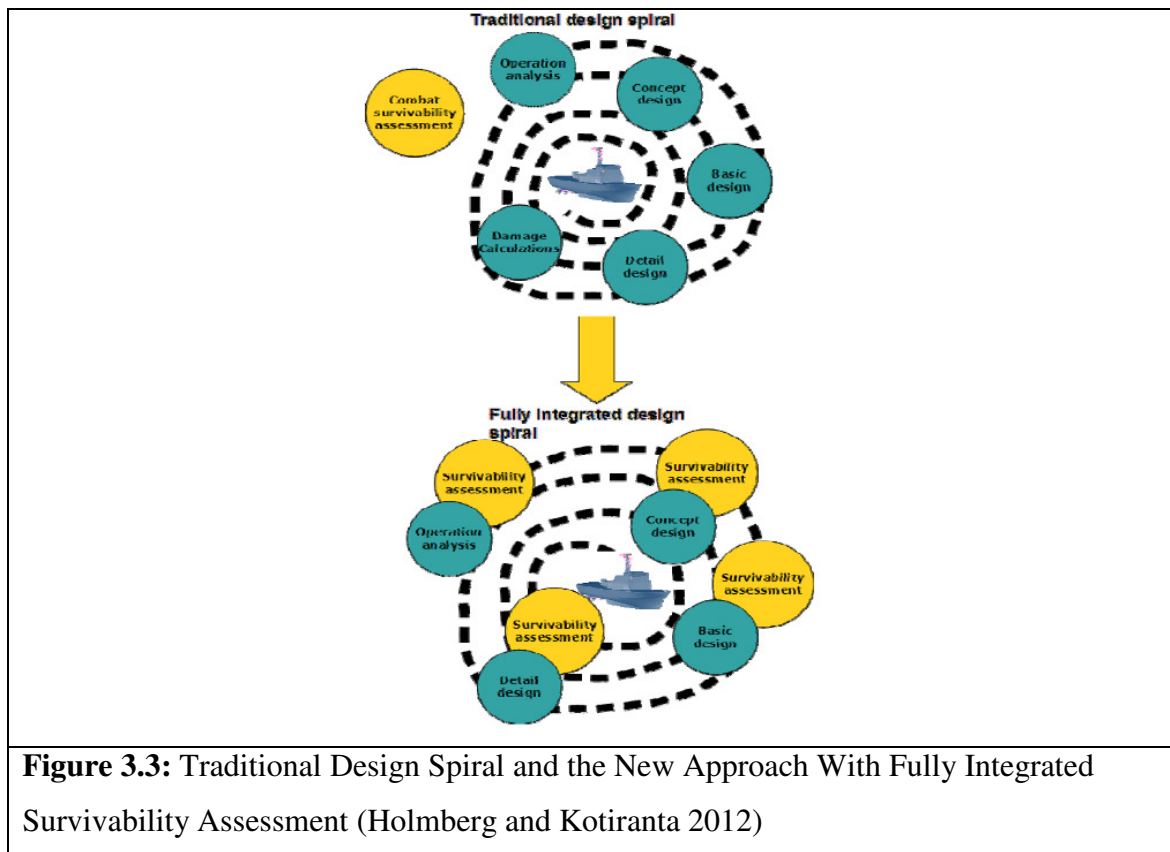 Traditional design spiral
Operation
analysis
Concept
design
Combat
survivability
assessment
Basic
design
Damage
Calculations
Detail
design
Fully integrated design
spiral
Survivability
assessment
Survivability
assessment
Operation
analysis
Concept
design
Survivability
assessment
Survivability
assessment
Basic
design
Detail
design
Figure 3.3: Traditional Design Spiral and the New Approach With Fully Integrated
Survivability Assessment (Holmberg and Kotiranta 2012)